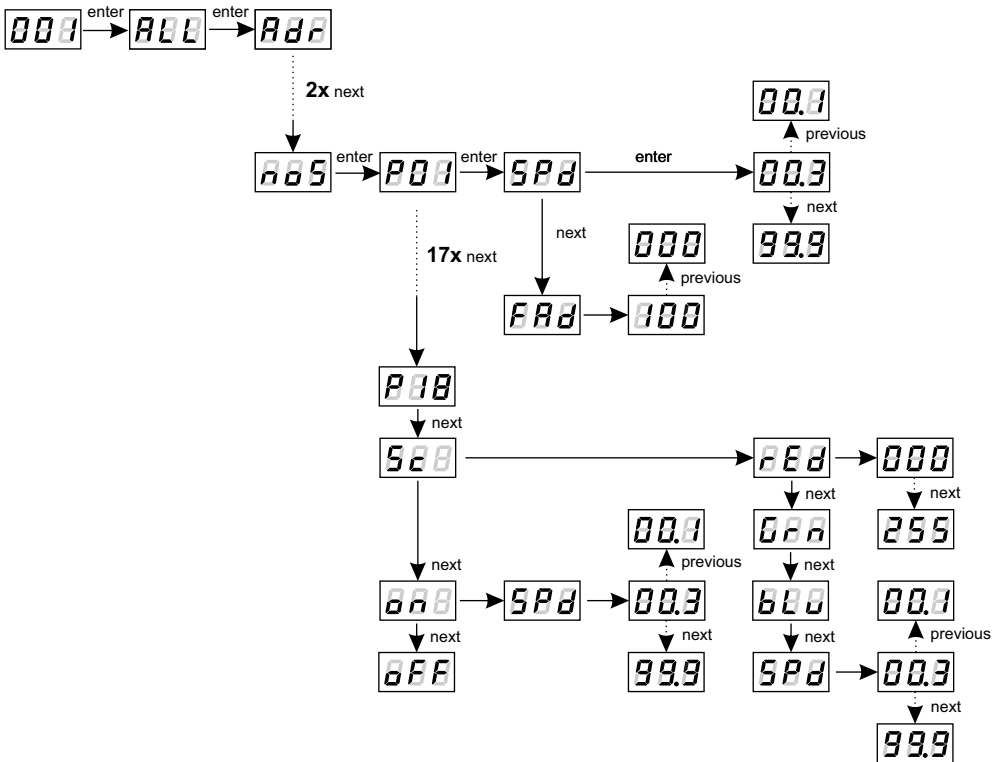 001 enter ALL enter Adr
2x next
00.1
previous
noS enter P01 enter SPd enter 00.3
next
99.9
17x next
next
000
previous
FAd 100
P18
next
Sc rEd 000
next next
Grn 255
00.1
next previous next
on SPd 00.3 bLu 00.1
next next next previous
oFF 99.9 SPd 00.3
next
99.9